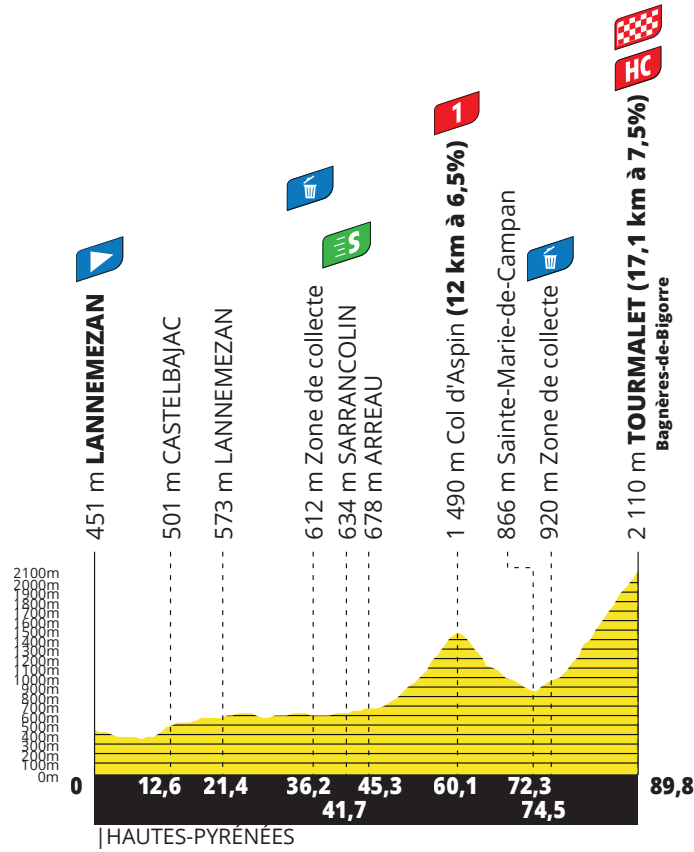 HC
1
S
451 m LANNEMEZAN
501 m CASTELBAJAC
573 m LANNEMEZAN
612 m Zone de collecte
634 m SARRANCOLIN
678 m ARREAU
1 490 m Col d'Aspin (12 km à 6,5%)
866 m Sainte-Marie-de-Campan
920 m Zone de collecte
2 110 m TOURMALET (17,1 km à 7,5%)
Bagnères-de-Bigorre
2100m
2000m
1900m
1800m
1700m
1600m
1500m
1400m
1300m
1200m
1100m
1000m
900m
800m
700m
600m
500m
400m
300m
200m
100m
0m
0 12,6 21,4 36,2 45,3 60,1 72,3 89,8
41,7 74,5
HAUTES-PYRÉNÉES